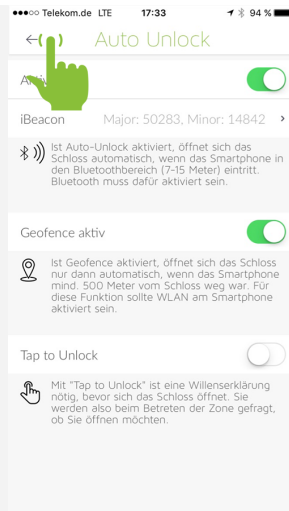 Telekom.de LTE 17:33 94 %
Auto Unlock
iBeacon Major: 50283, Minor: 14842
Ist Auto-Unlock aktiviert, öffnet sich das
Schloss automatisch, wenn das Smartphone in
den Bluetoothbereich (7-15 Meter) eintritt.
Bluetooth muss dafür aktiviert sein.
Geofence aktiv
Ist Geofence aktiviert, öffnet sich das Schloss
nur dann automatisch, wenn das Smartphone
mind. 500 Meter vom Schloss weg war. Für
diese Funktion sollte WLAN am Smartphone
aktiviert sein.
Tap to Unlock
Mit "Tap to Unlock" ist eine Willenserklärung
nötig, bevor sich das Schloss öffnet. Sie
werden also beim Betreten der Zone gefragt,
ob Sie öffnen möchten.